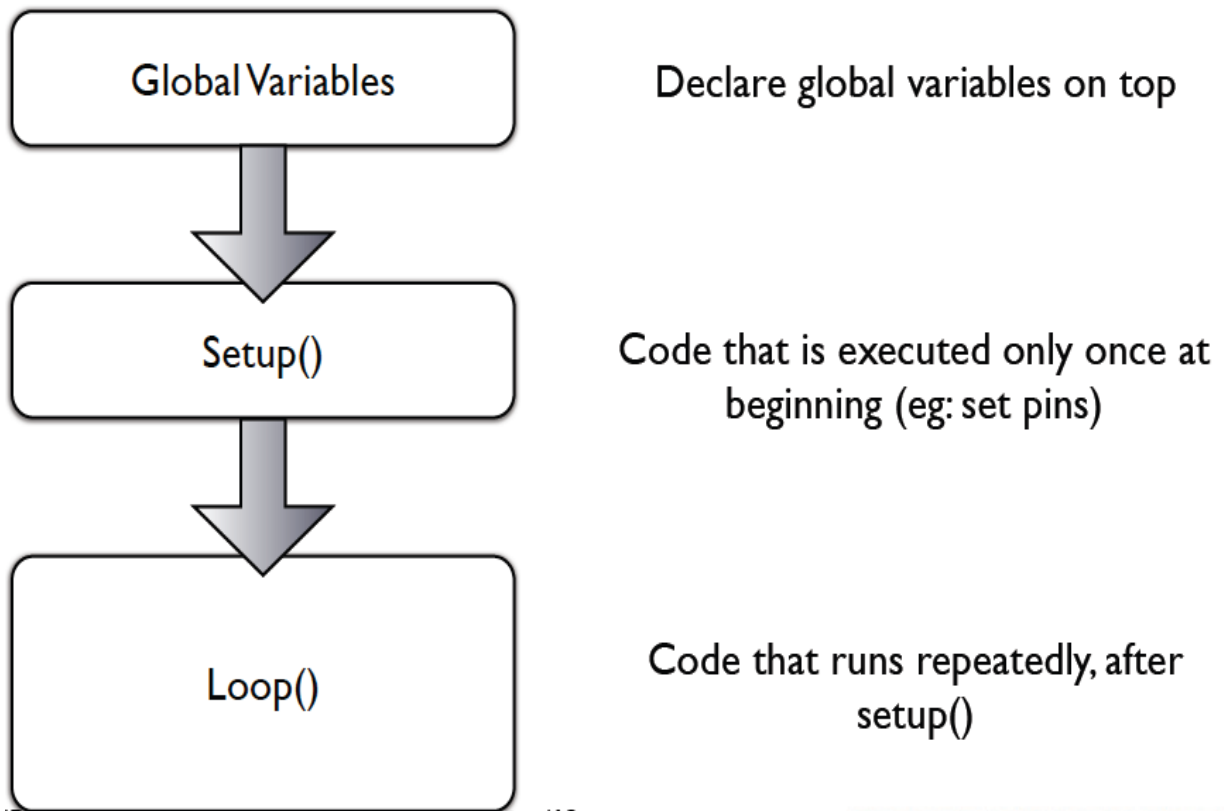 Global Variables
Declare global variables on top
Setup()
Code that is executed only once at
beginning (eg: set pins)
Loop()
Code that runs repeatedly, after
setup()